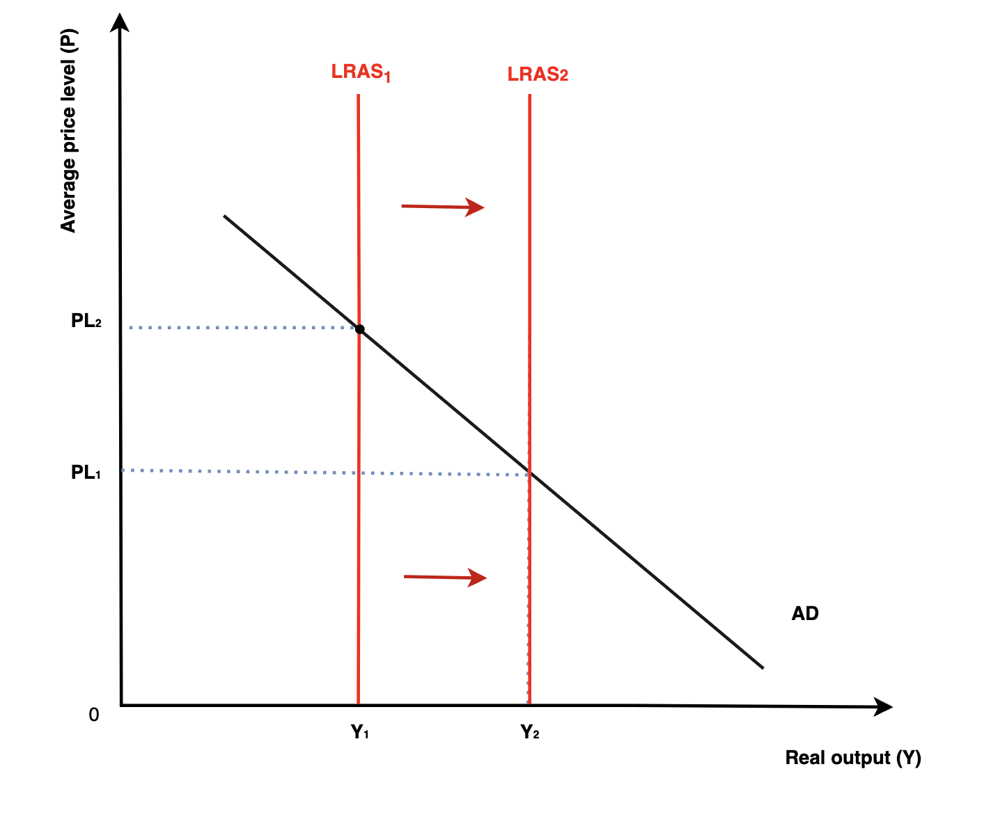 Average price level (P)
LRAS₁
LRAS2
PL₂
PL₁
AD
0
Y₁
Y₂
Real output (Y)